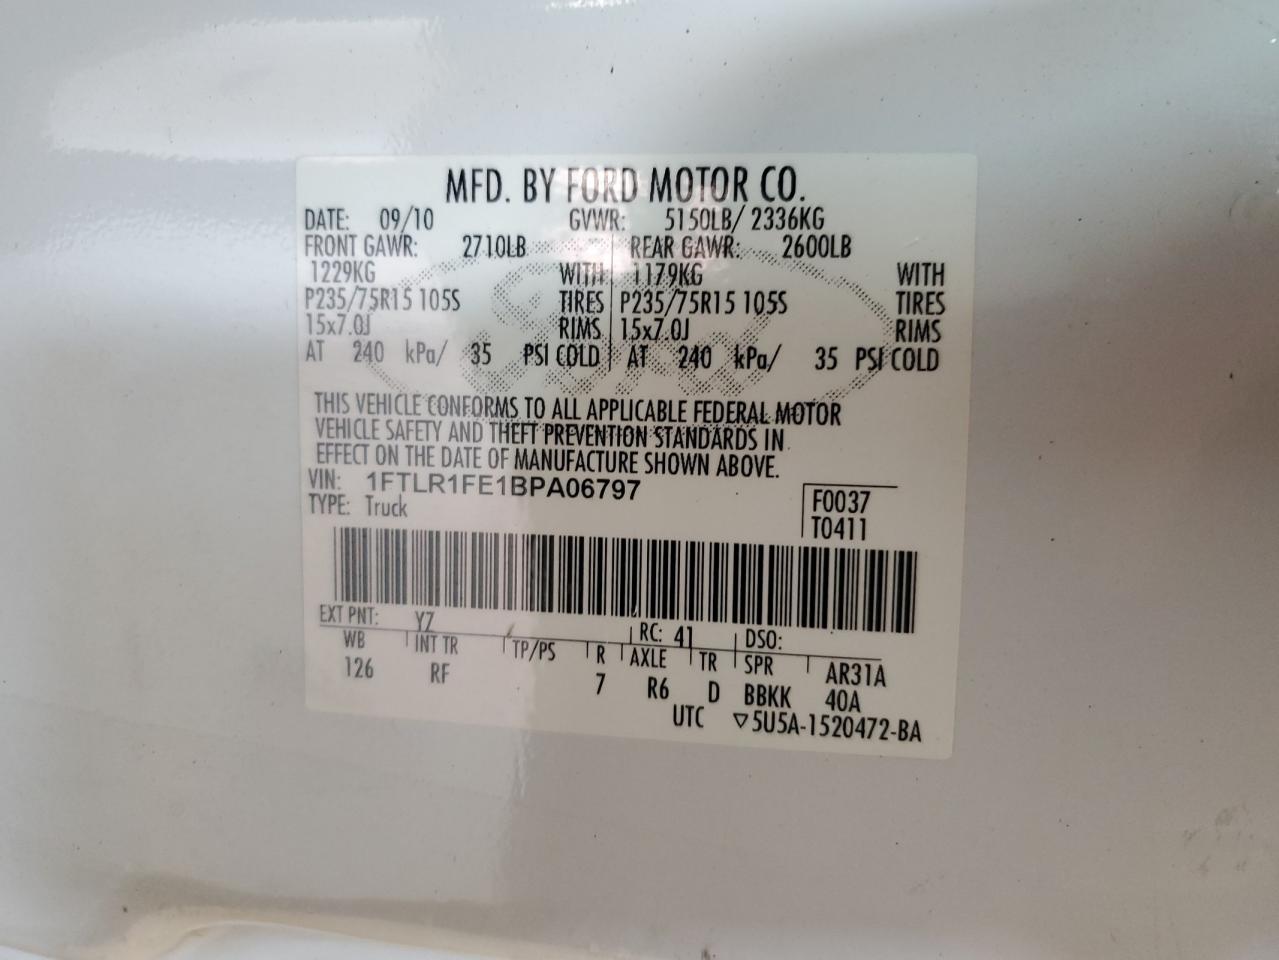 MFD. BY FORD MOTOR CO.
DATE: 09/10 GVWR: 5150LB/ 2336KG
FRONT GAWR: 2710LB REAR GAWR: 2600LB
1229KG WITH 1179KG WITH
P235/75R15 105S TIRES P235/75R15 105S TIRES
15x7.0J RIMS 15x7.0J RIMS
AT 240 kPa/ 35 PSI COLD AT 240 kPa/ 35 PSI COLD
THIS VEHICLE CONFORMS TO ALL APPLICABLE FEDERAL MOTOR
VEHICLE SAFETY AND THEFT PREVENTION STANDARDS IN
EFFECT ON THE DATE OF MANUFACTURE SHOWN ABOVE.
VIN: 1FTLR1FE1BPA06797
TYPE: Truck
F0037
T0411
EXT PNT: YZ RC: 41 DSO:
WB INT TR TP/PS R AXLE TR SPR AR31A
126 RF 7 R6 D BBKK 40A
UTC ▽5U5A-1520472-BA